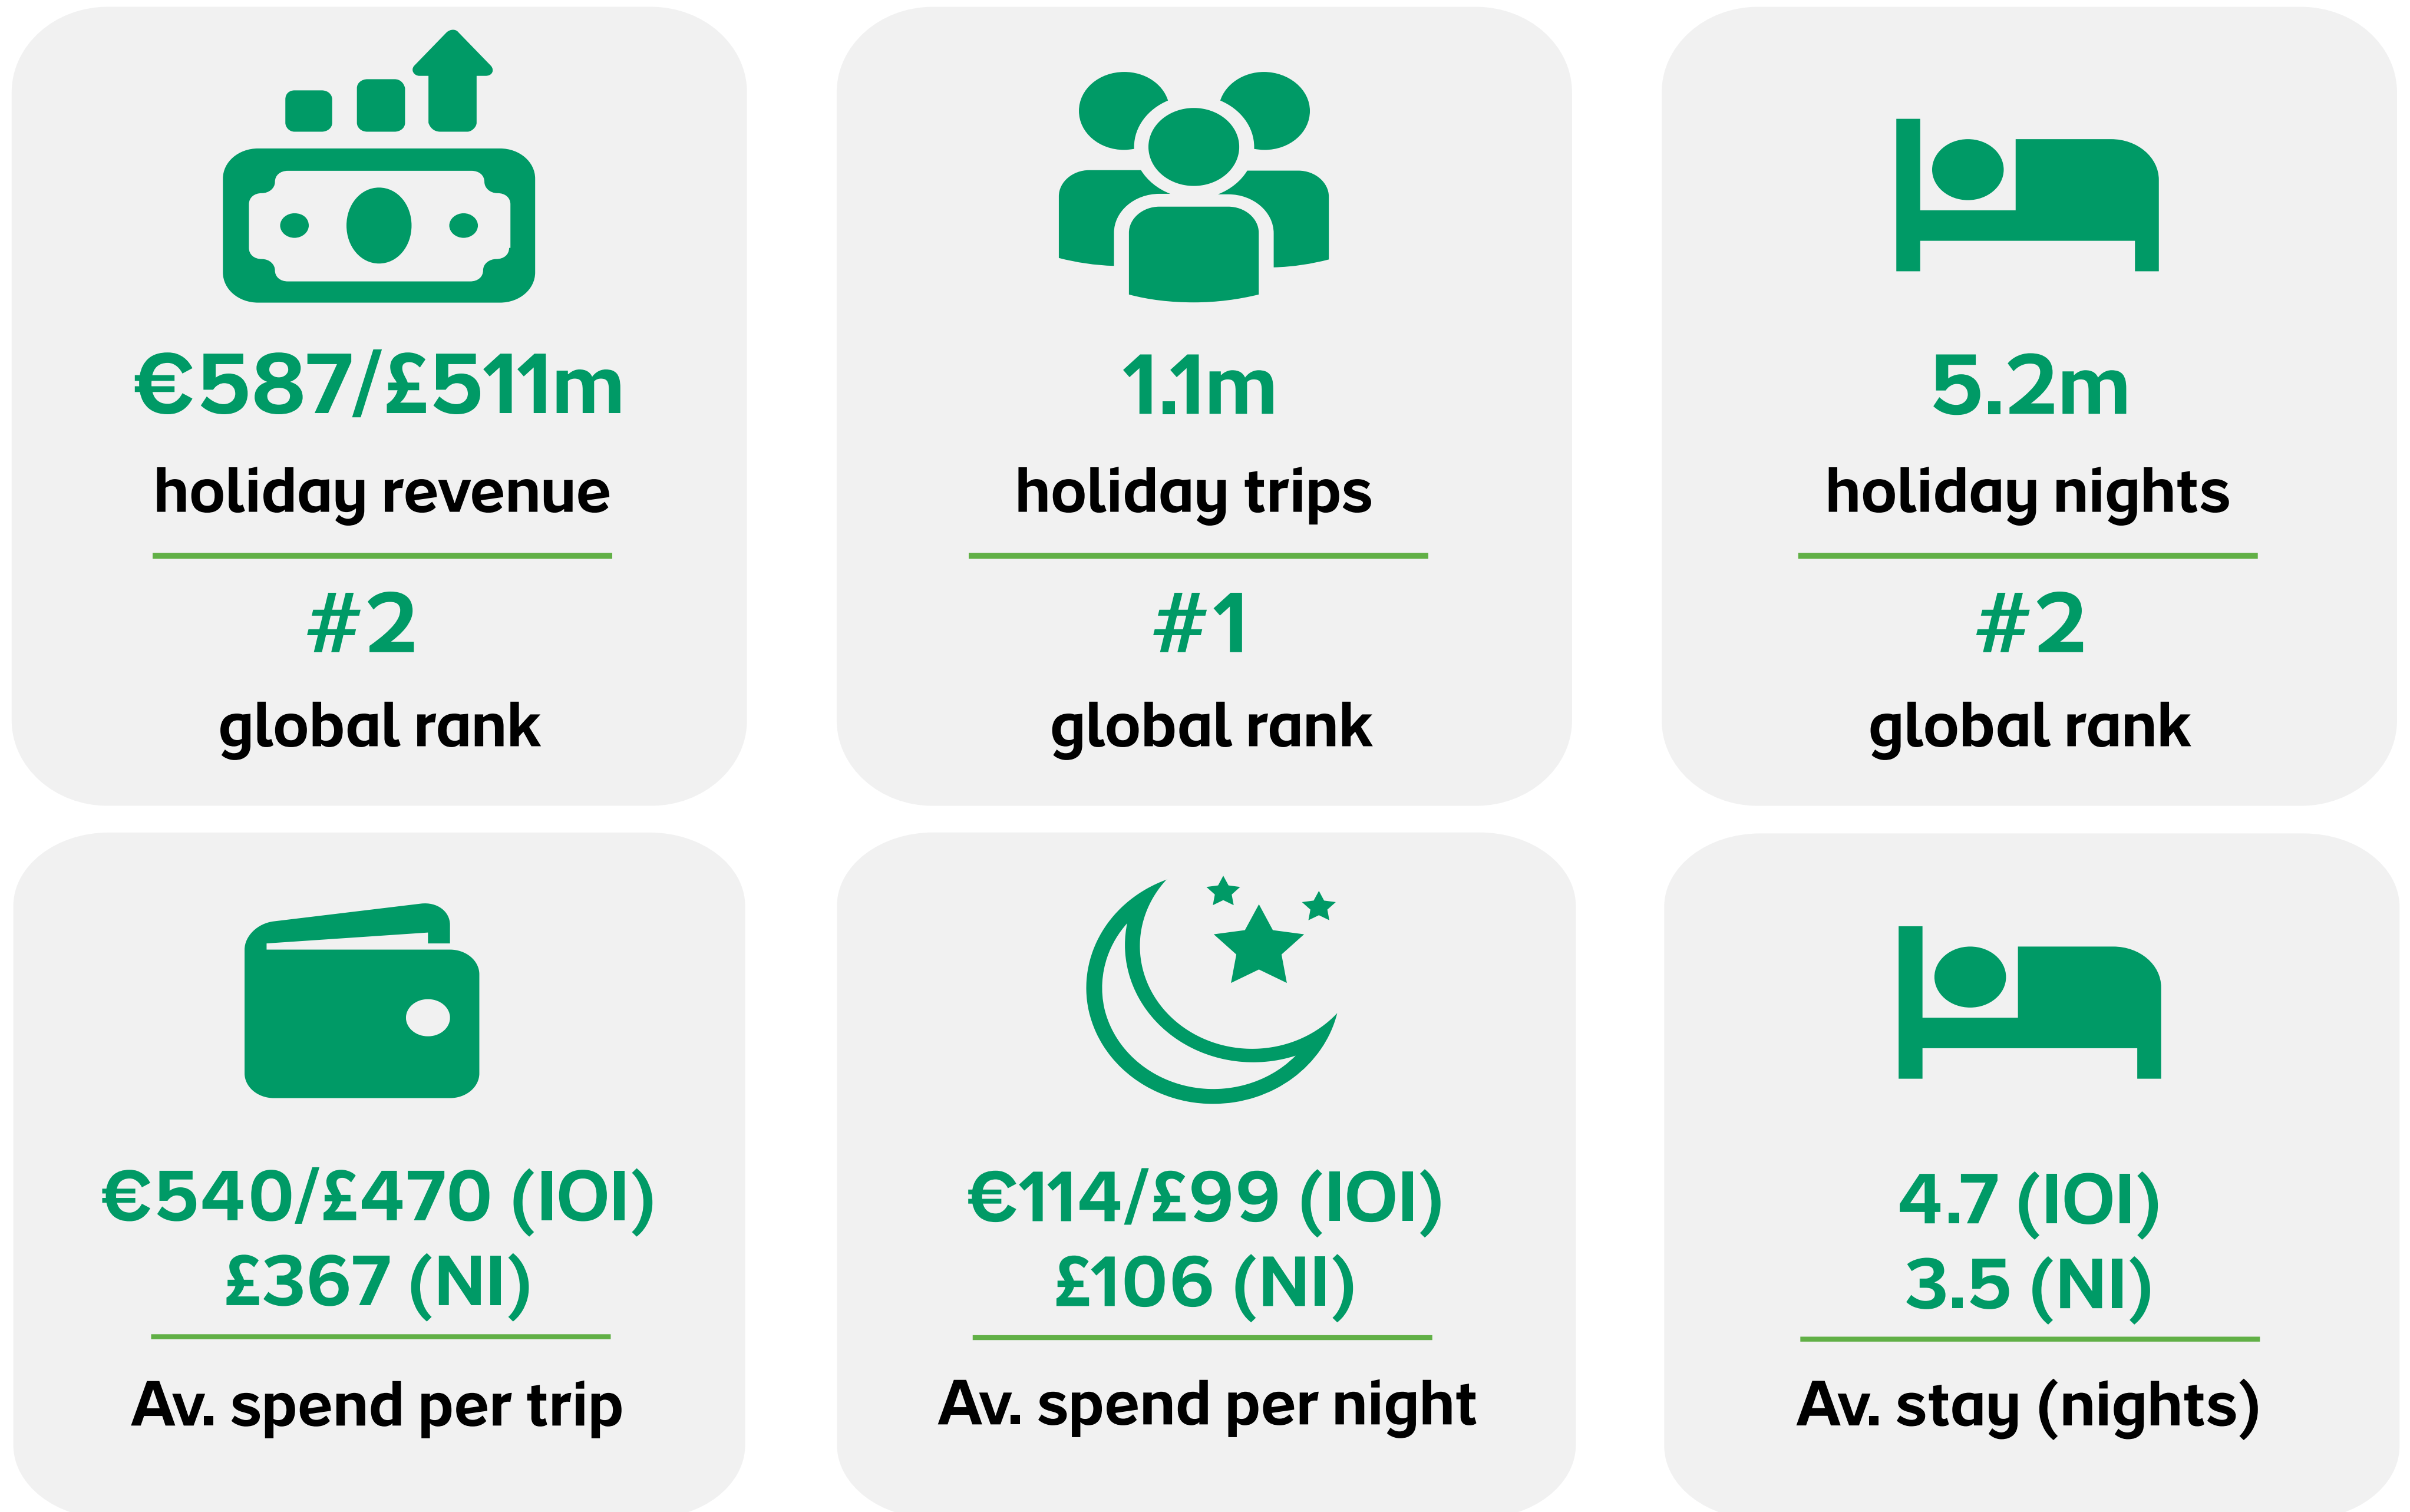 €587/£511m
holiday revenue
#2
global rank
1.1m
holiday trips
#1
global rank
5.2m
holiday nights
#2
global rank
€540/£470 (IOI)
£367 (NI)
Av. spend per trip
€114/£99 (IOI)
£106 (NI)
Av. spend per night
4.7 (IOI)
3.5 (NI)
Av. stay (nights)